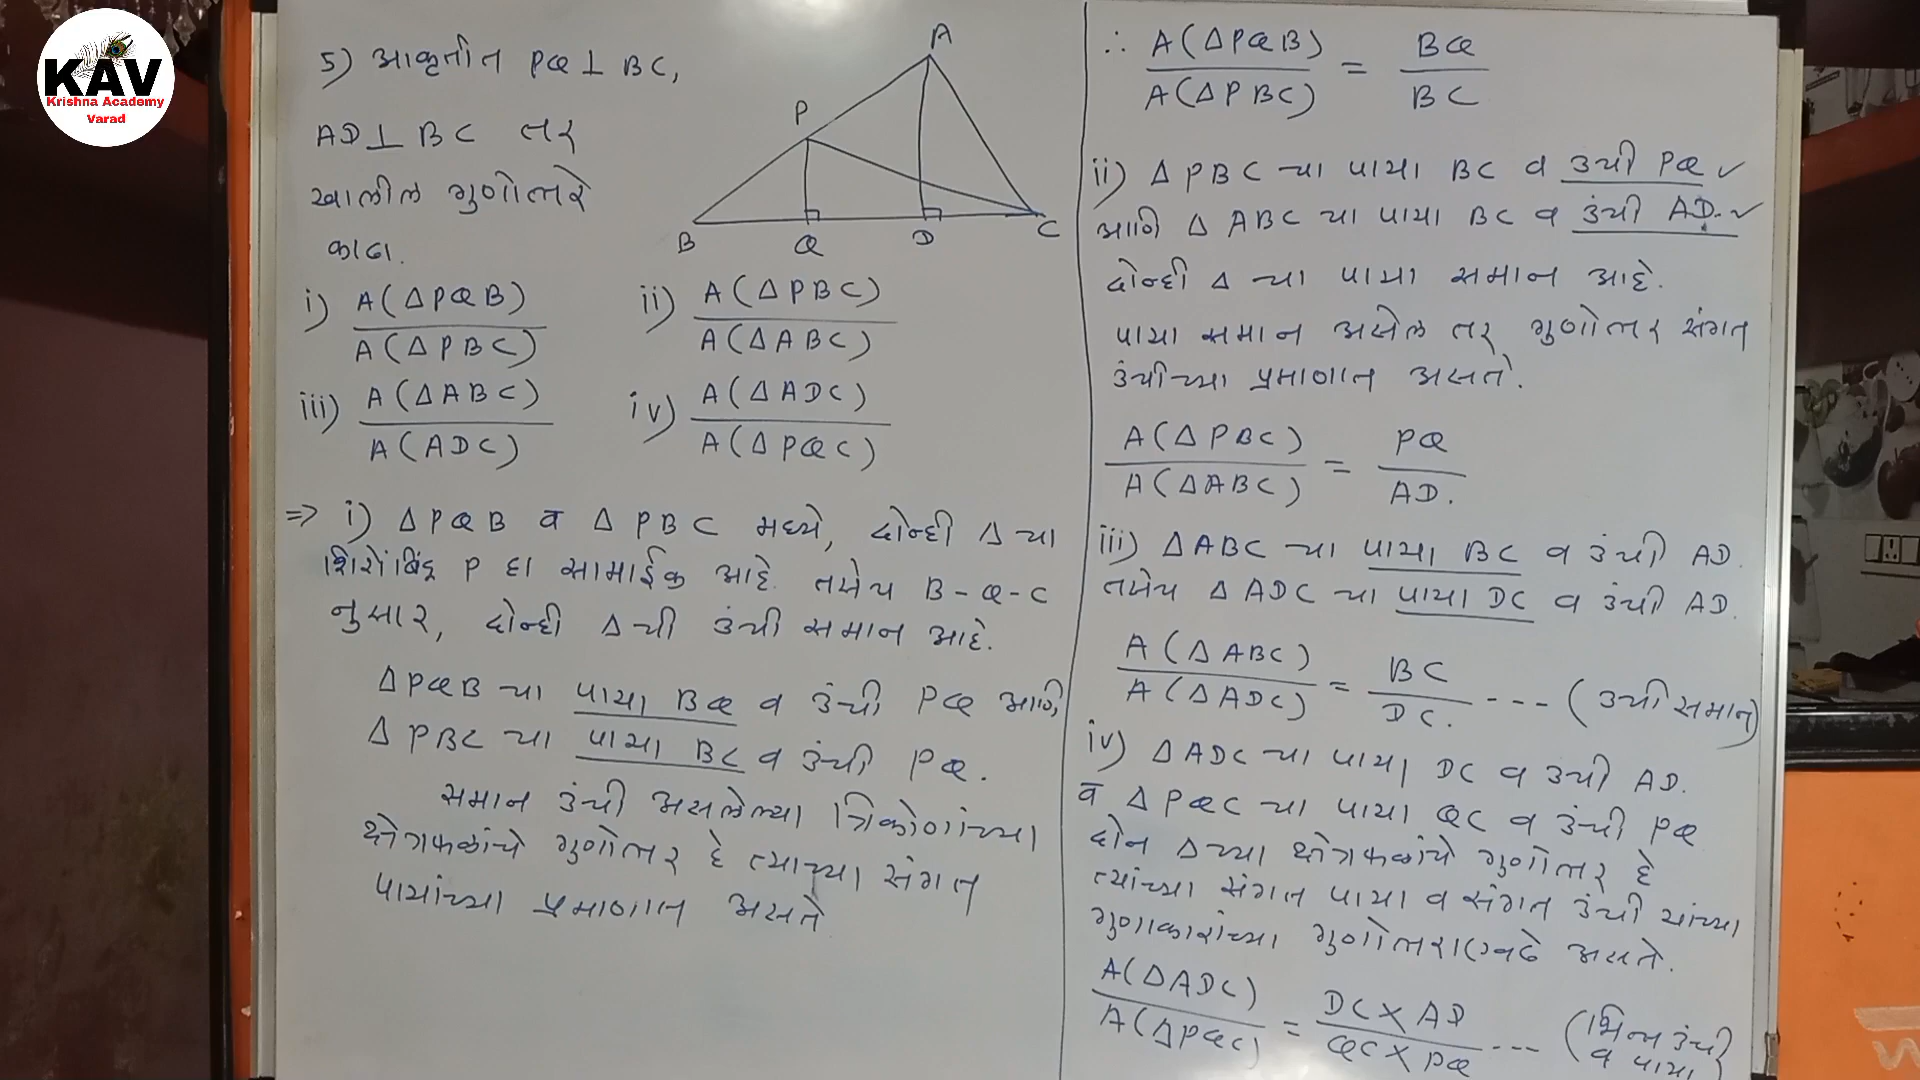 KAV
Krishna Academy
Varad
5) आकृतीत PQ ⊥ BC,
AD ⊥ BC तर
खालील गुणोत्तरे
काढा.
A
P
B Q D C
i) A(ΔPQB) / A(ΔPBC)
ii) A(ΔPBC) / A(ΔABC)
iii) A(ΔABC) / A(ADC)
iv) A(ΔADC) / A(ΔPQC)
⇒ i) ΔPQB व ΔPBC मध्ये, दोन्ही Δ चा
शिरोबिंदू P हा सामाईक आहे. तसेच B-Q-C
नुसार, दोन्ही Δची उंची समान आहे.
ΔPQB चा पाया BQ व उंची PQ आणि
ΔPBC चा पाया BC व उंची PQ.
समान उंची असलेल्या त्रिकोणांच्या
क्षेत्रफळांचे गुणोत्तर हे त्याच्या संगत
पायांच्या प्रमाणात असते
∴ A(ΔPQB) / A(ΔPBC) = BQ / BC
ii) ΔPBC चा पाया BC व उंची PQ ✓
आणि ΔABC चा पाया BC व उंची AD. ✓
दोन्ही Δ चा पाया समान आहे.
पाया समान असेल तर गुणोत्तर संगत
उंचीच्या प्रमाणात असते.
A(ΔPBC) / A(ΔABC) = PQ / AD.
iii) ΔABC चा पाया BC व उंची AD.
तसेच ΔADC चा पाया DC व उंची AD.
A(ΔABC) / A(ΔADC) = BC / DC. --- (उंची समान)
iv) ΔADC चा पाया DC व उंची AD.
व ΔPQC चा पाया QC व उंची PQ
दोन Δच्या क्षेत्रफळांचे गुणोत्तर हे
त्यांच्या संगत पाया व संगत उंची यांच्या
गुणाकारांच्या गुणोत्तराएवढे असते.
A(ΔADC) / A(ΔPQC) = DC × AD / QC × PQ --- (भिन्न उंची
व पाया)